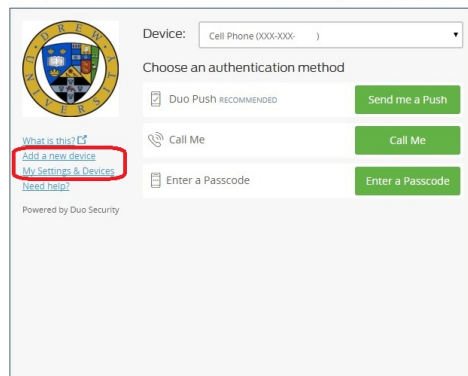 DREW UNIVERSITY
Device: Cell Phone (XXX-XXX- )
Choose an authentication method
Duo Push RECOMMENDED Send me a Push
Call Me Call Me
Enter a Passcode Enter a Passcode
What is this?
Add a new device
My Settings & Devices
Need help?
Powered by Duo Security